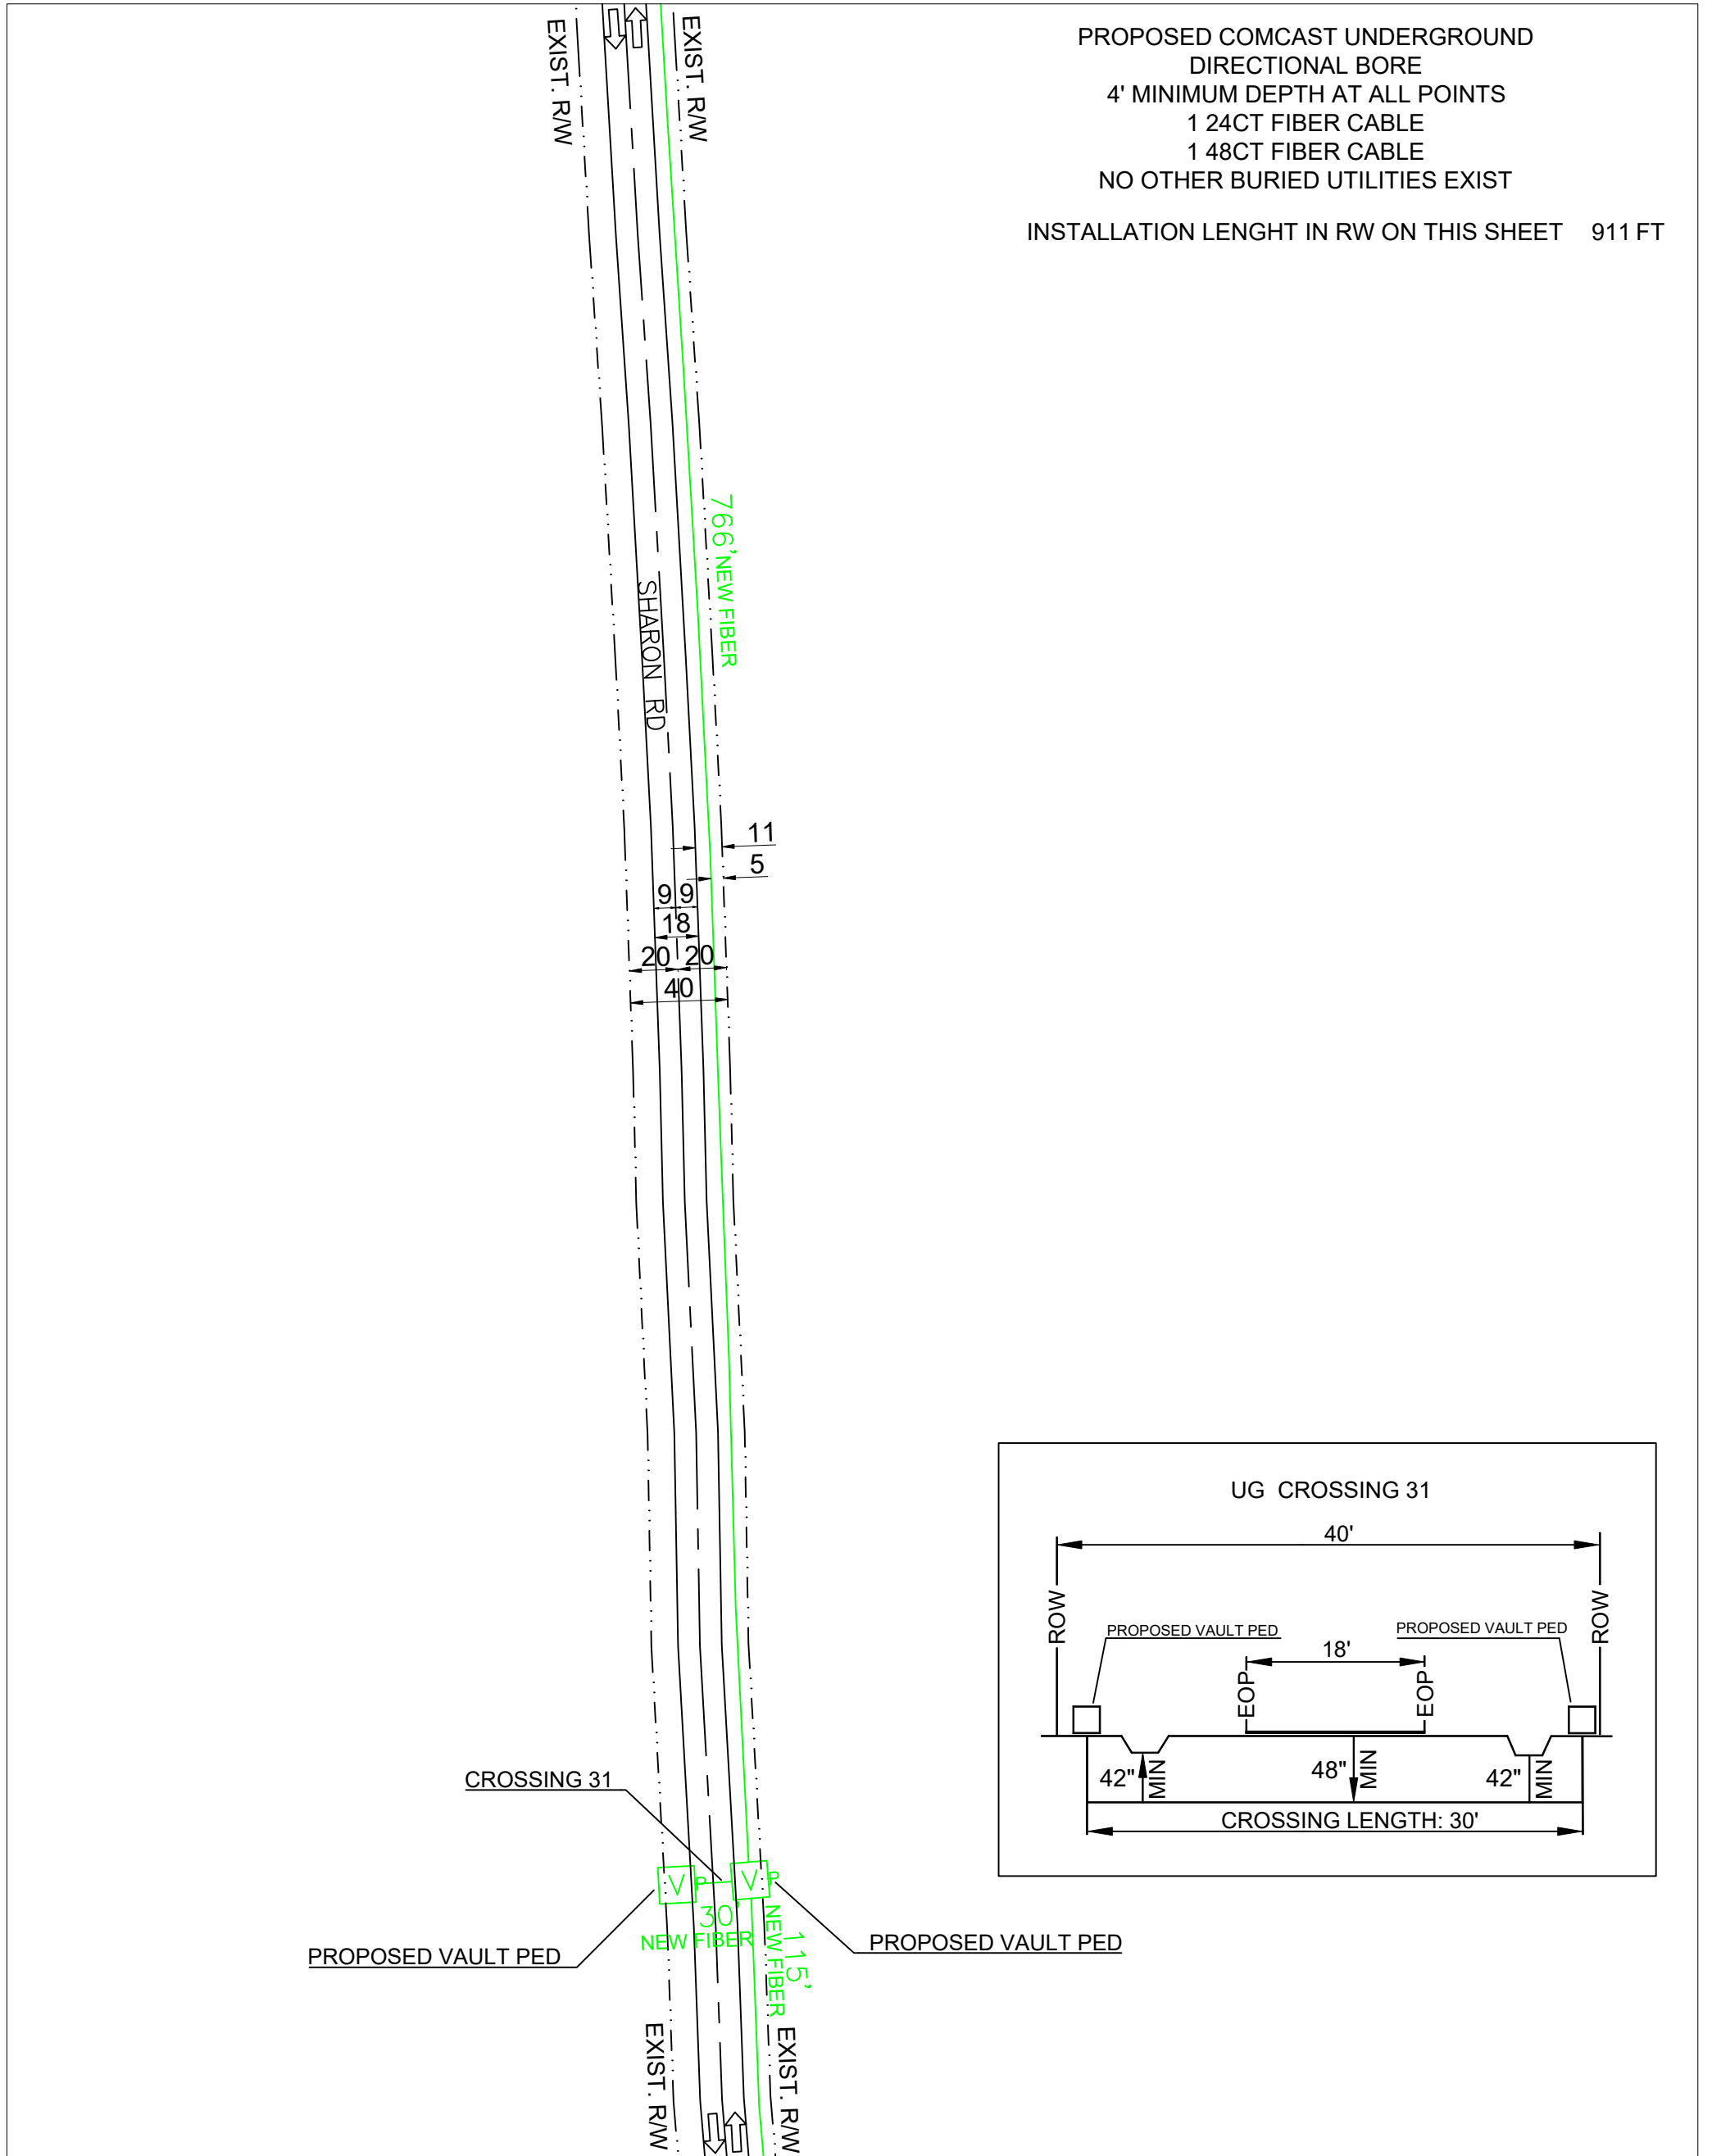 PROPOSED COMCAST UNDERGROUND
DIRECTIONAL BORE
4' MINIMUM DEPTH AT ALL POINTS
1 24CT FIBER CABLE
1 48CT FIBER CABLE
NO OTHER BURIED UTILITIES EXIST
INSTALLATION LENGHT IN RW ON THIS SHEET 911 FT
EXIST. R/W
EXIST. R/W
766' NEW FIBER
SHARON RD
11
5
9 9
18
20 20
40
UG CROSSING 31
40'
ROW
ROW
PROPOSED VAULT PED
PROPOSED VAULT PED
18'
EOP
EOP
42" MIN
48" MIN
42" MIN
CROSSING LENGTH: 30'
CROSSING 31
V P
V P
30'
NEW FIBER
115'
NEW FIBER
PROPOSED VAULT PED
PROPOSED VAULT PED
EXIST. R/W
EXIST. R/W